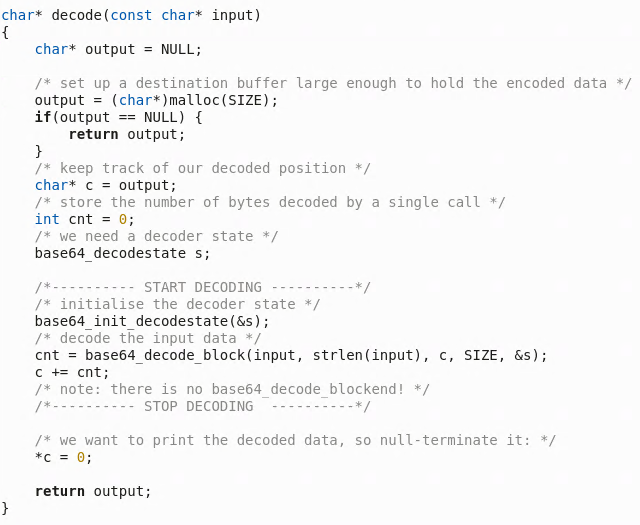 char* decode(const char* input)
{
    char* output = NULL;

    /* set up a destination buffer large enough to hold the encoded data */
    output = (char*)malloc(SIZE);
    if(output == NULL) {
        return output;
    }
    /* keep track of our decoded position */
    char* c = output;
    /* store the number of bytes decoded by a single call */
    int cnt = 0;
    /* we need a decoder state */
    base64_decodestate s;

    /*---------- START DECODING ----------*/
    /* initialise the decoder state */
    base64_init_decodestate(&s);
    /* decode the input data */
    cnt = base64_decode_block(input, strlen(input), c, SIZE, &s);
    c += cnt;
    /* note: there is no base64_decode_blockend! */
    /*---------- STOP DECODING  ----------*/

    /* we want to print the decoded data, so null-terminate it: */
    *c = 0;

    return output;
}